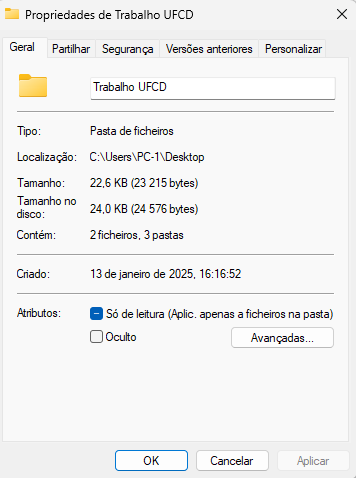 Propriedades de Trabalho UFCD
Geral Partilhar Segurança Versões anteriores Personalizar
Trabalho UFCD
Tipo: Pasta de ficheiros
Localização: C:\Users\PC-1\Desktop
Tamanho: 22,6 KB (23 215 bytes)
Tamanho no
disco: 24,0 KB (24 576 bytes)
Contém: 2 ficheiros, 3 pastas
Criado: 13 de janeiro de 2025, 16:16:52
Atributos: Só de leitura (Aplic. apenas a ficheiros na pasta)
Oculto Avançadas...
OK Cancelar Aplicar